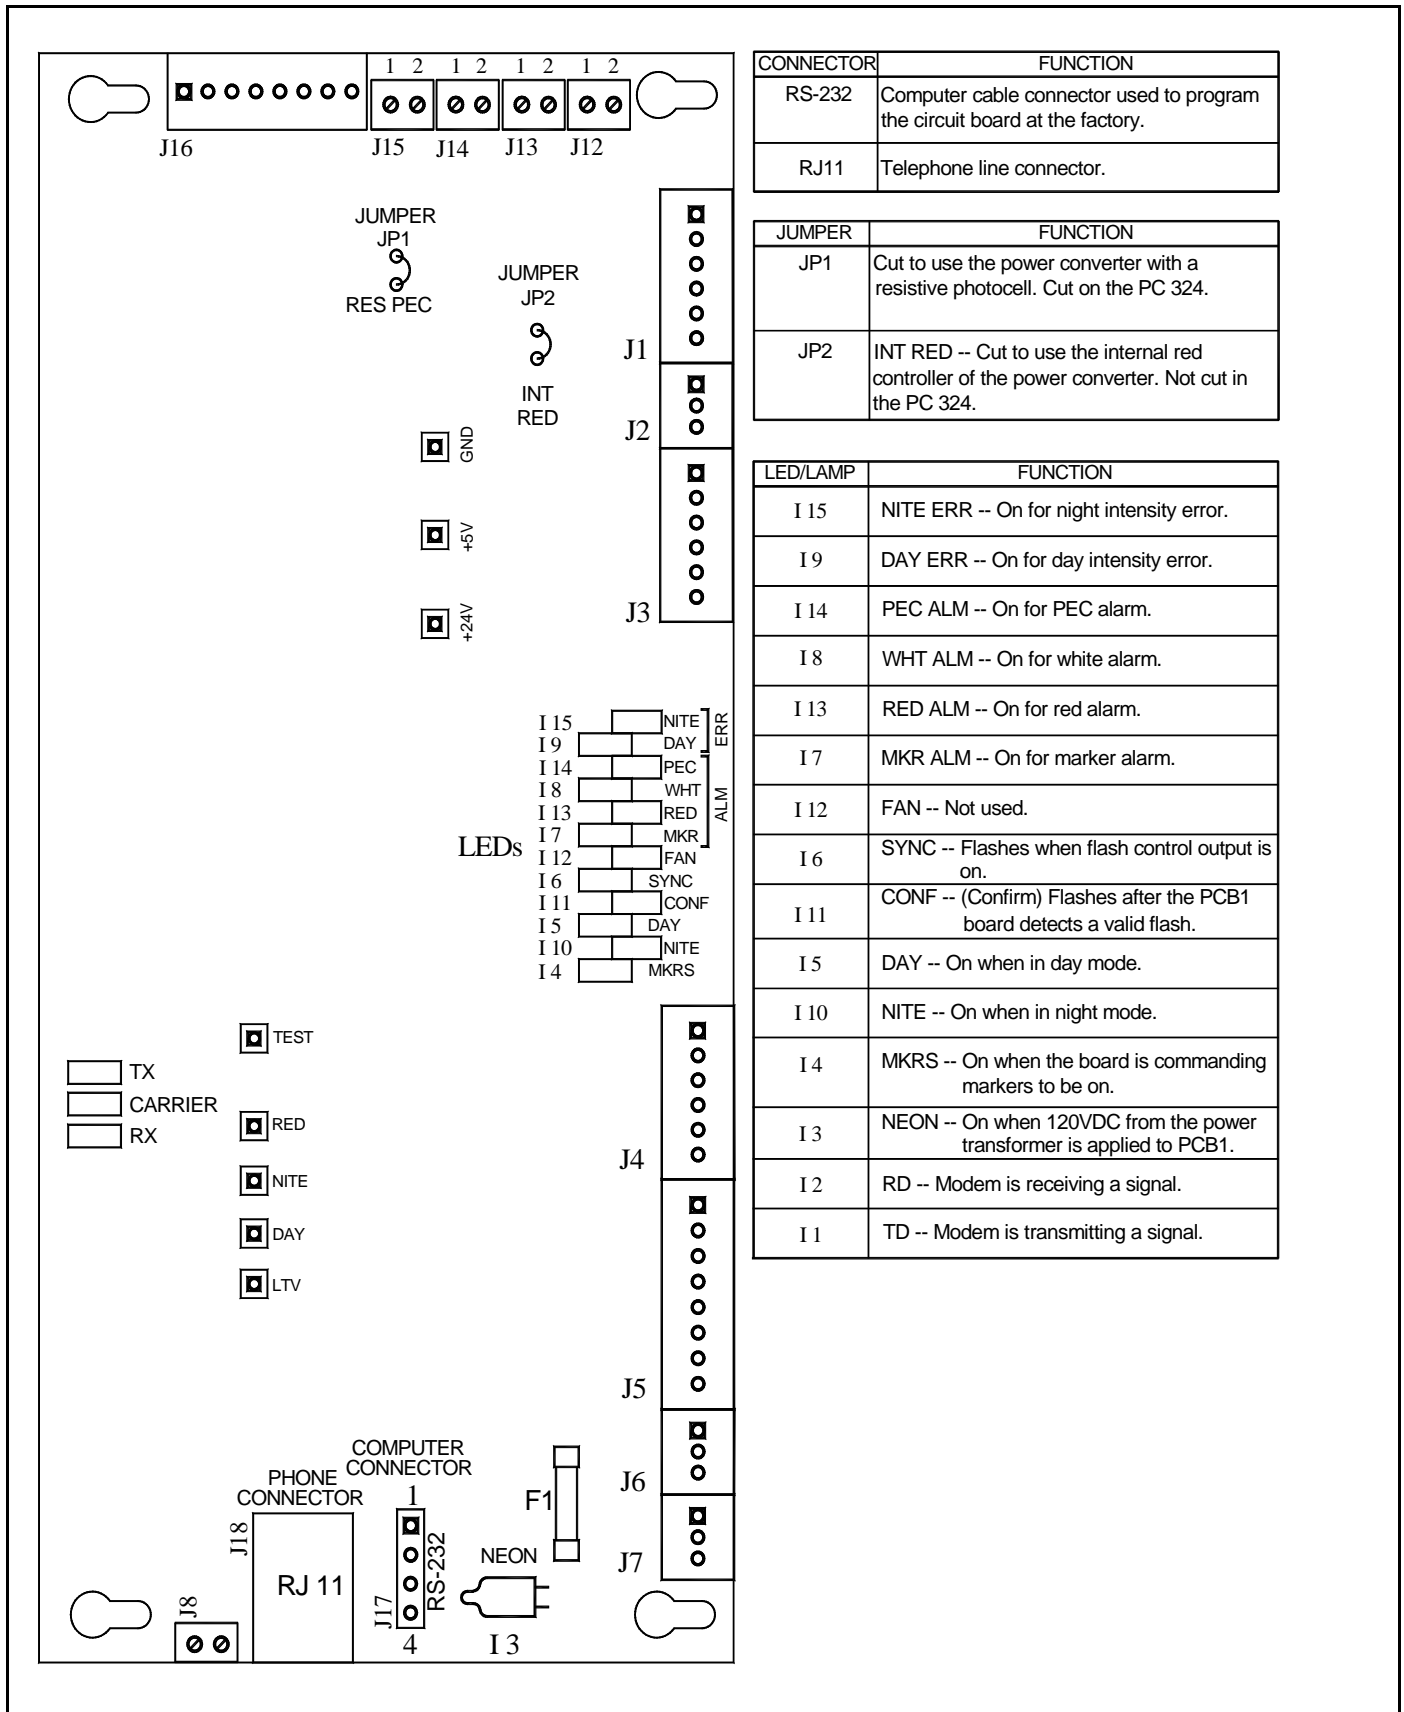 1 2 1 2 1 2 1 2
J16 J15 J14 J13 J12
JUMPER
JP1
RES PEC
JUMPER
JP2
INT
RED
J1
J2
J3
GND
+5V
+24V
LEDs
I 15 NITE
I 9 DAY
ERR
I 14 PEC
I 8 WHT
I 13 RED
I 7 MKR
ALM
I 12 FAN
I 6 SYNC
I 11 CONF
I 5 DAY
I 10 NITE
I 4 MKRS
TEST
TX
CARRIER
RX
RED
NITE
DAY
LTV
J4
J5
J6
J7
COMPUTER
CONNECTOR
PHONE
CONNECTOR
1
J18
RJ 11
J17
RS-232
4
F1
NEON
I 3
J8
CONNECTOR FUNCTION
RS-232 Computer cable connector used to program
the circuit board at the factory.
RJ11 Telephone line connector.
JUMPER FUNCTION
JP1 Cut to use the power converter with a
resistive photocell. Cut on the PC 324.
JP2 INT RED -- Cut to use the internal red
controller of the power converter. Not cut in
the PC 324.
LED/LAMP FUNCTION
I 15 NITE ERR -- On for night intensity error.
I 9 DAY ERR -- On for day intensity error.
I 14 PEC ALM -- On for PEC alarm.
I 8 WHT ALM -- On for white alarm.
I 13 RED ALM -- On for red alarm.
I 7 MKR ALM -- On for marker alarm.
I 12 FAN -- Not used.
I 6 SYNC -- Flashes when flash control output is
on.
I 11 CONF -- (Confirm) Flashes after the PCB1
board detects a valid flash.
I 5 DAY -- On when in day mode.
I 10 NITE -- On when in night mode.
I 4 MKRS -- On when the board is commanding
markers to be on.
I 3 NEON -- On when 120VDC from the power
transformer is applied to PCB1.
I 2 RD -- Modem is receiving a signal.
I 1 TD -- Modem is transmitting a signal.